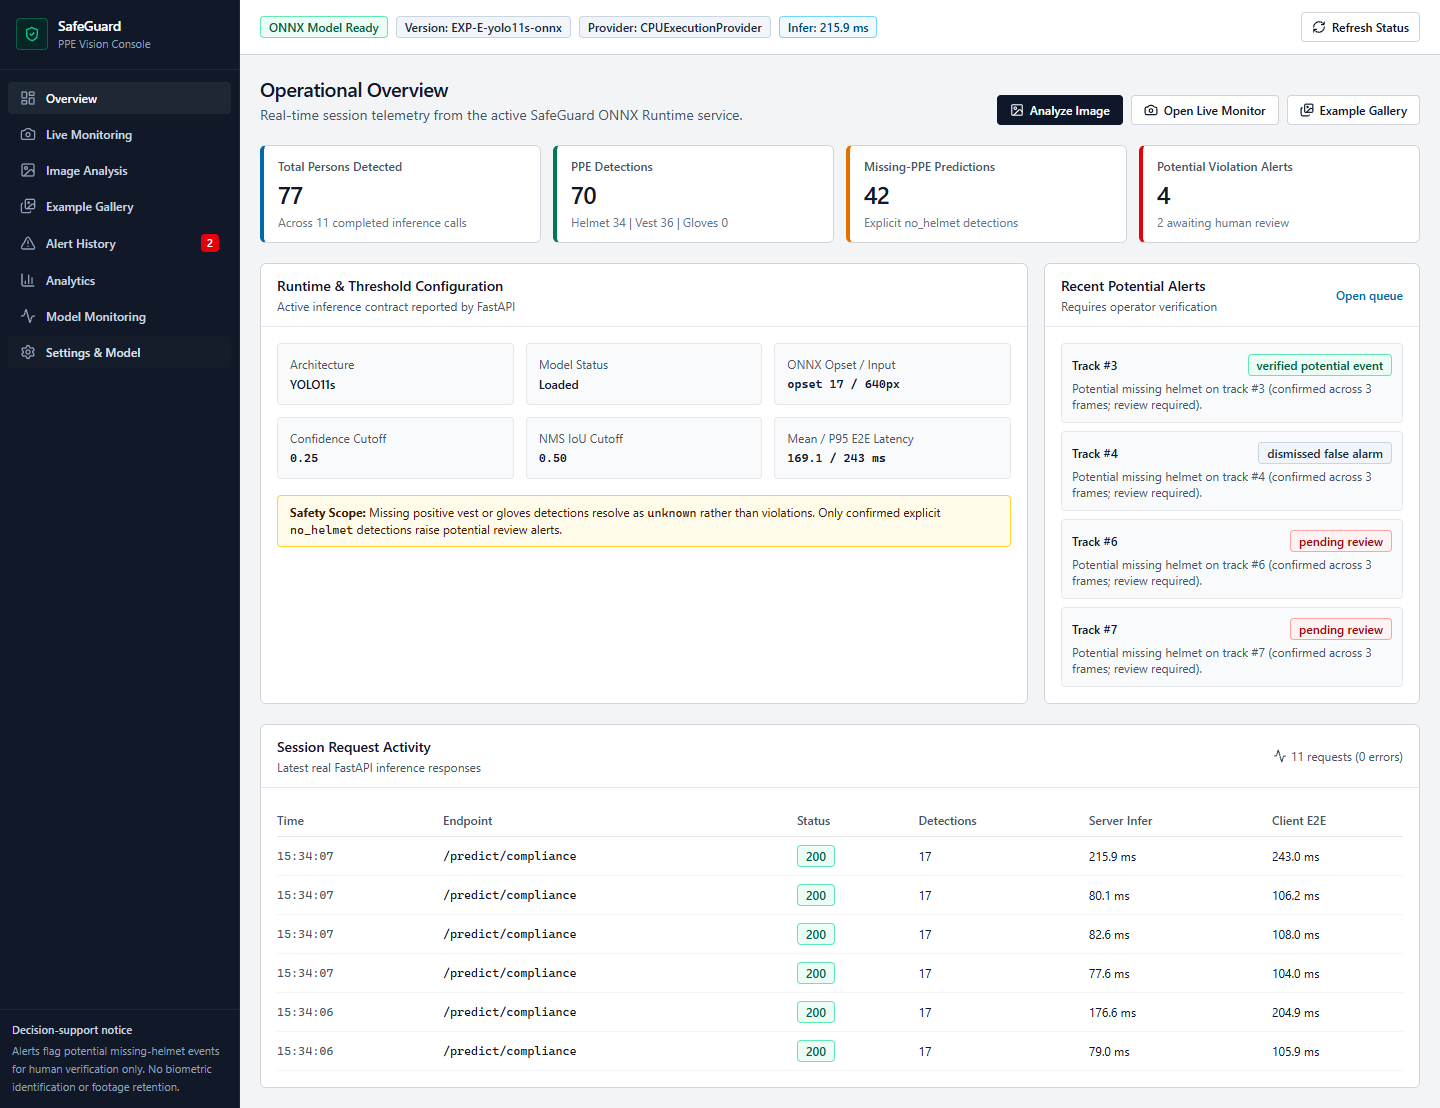 SafeGuard
PPE Vision Console
Overview
Live Monitoring
Image Analysis
Example Gallery
Alert History
2
Analytics
Model Monitoring
Settings & Model
Decision-support notice
Alerts flag potential missing-helmet events
for human verification only. No biometric
identification or footage retention.
ONNX Model Ready
Version: EXP-E-yolo11s-onnx
Provider: CPUExecutionProvider
Infer: 215.9 ms
Refresh Status
Operational Overview
Real-time session telemetry from the active SafeGuard ONNX Runtime service.
Analyze Image
Open Live Monitor
Example Gallery
Total Persons Detected
77
Across 11 completed inference calls
PPE Detections
70
Helmet 34 | Vest 36 | Gloves 0
Missing-PPE Predictions
42
Explicit no_helmet detections
Potential Violation Alerts
4
2 awaiting human review
Runtime & Threshold Configuration
Active inference contract reported by FastAPI
Architecture
YOLO11s
Model Status
Loaded
ONNX Opset / Input
opset 17 / 640px
Confidence Cutoff
0.25
NMS IoU Cutoff
0.50
Mean / P95 E2E Latency
169.1 / 243 ms
Safety Scope: Missing positive vest or gloves detections resolve as unknown rather than violations. Only confirmed explicit
no_helmet detections raise potential review alerts.
Recent Potential Alerts
Requires operator verification
Open queue
Track #3
verified potential event
Potential missing helmet on track #3 (confirmed across 3
frames; review required).
Track #4
dismissed false alarm
Potential missing helmet on track #4 (confirmed across 3
frames; review required).
Track #6
pending review
Potential missing helmet on track #6 (confirmed across 3
frames; review required).
Track #7
pending review
Potential missing helmet on track #7 (confirmed across 3
frames; review required).
Session Request Activity
Latest real FastAPI inference responses
11 requests (0 errors)
Time Endpoint Status Detections Server Infer Client E2E
15:34:07 /predict/compliance 200 17 215.9 ms 243.0 ms
15:34:07 /predict/compliance 200 17 80.1 ms 106.2 ms
15:34:07 /predict/compliance 200 17 82.6 ms 108.0 ms
15:34:07 /predict/compliance 200 17 77.6 ms 104.0 ms
15:34:06 /predict/compliance 200 17 176.6 ms 204.9 ms
15:34:06 /predict/compliance 200 17 79.0 ms 105.9 ms